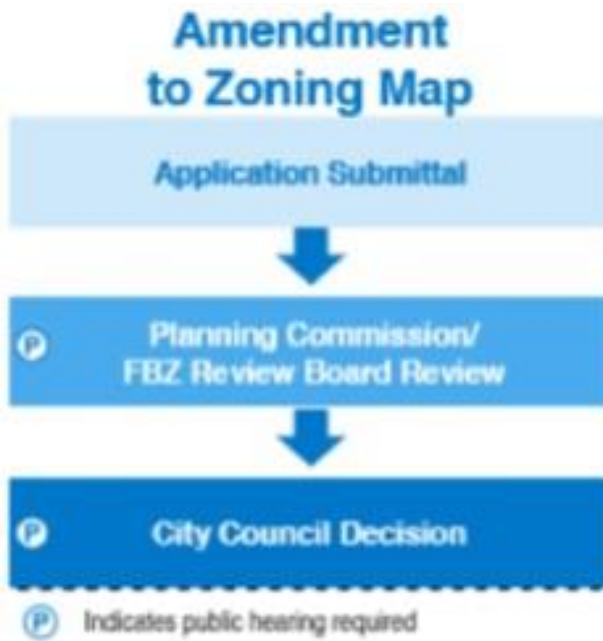 Amendment
to Zoning Map
Application Submittal
P Planning Commission/
FBZ Review Board Review
P City Council Decision
P Indicates public hearing required